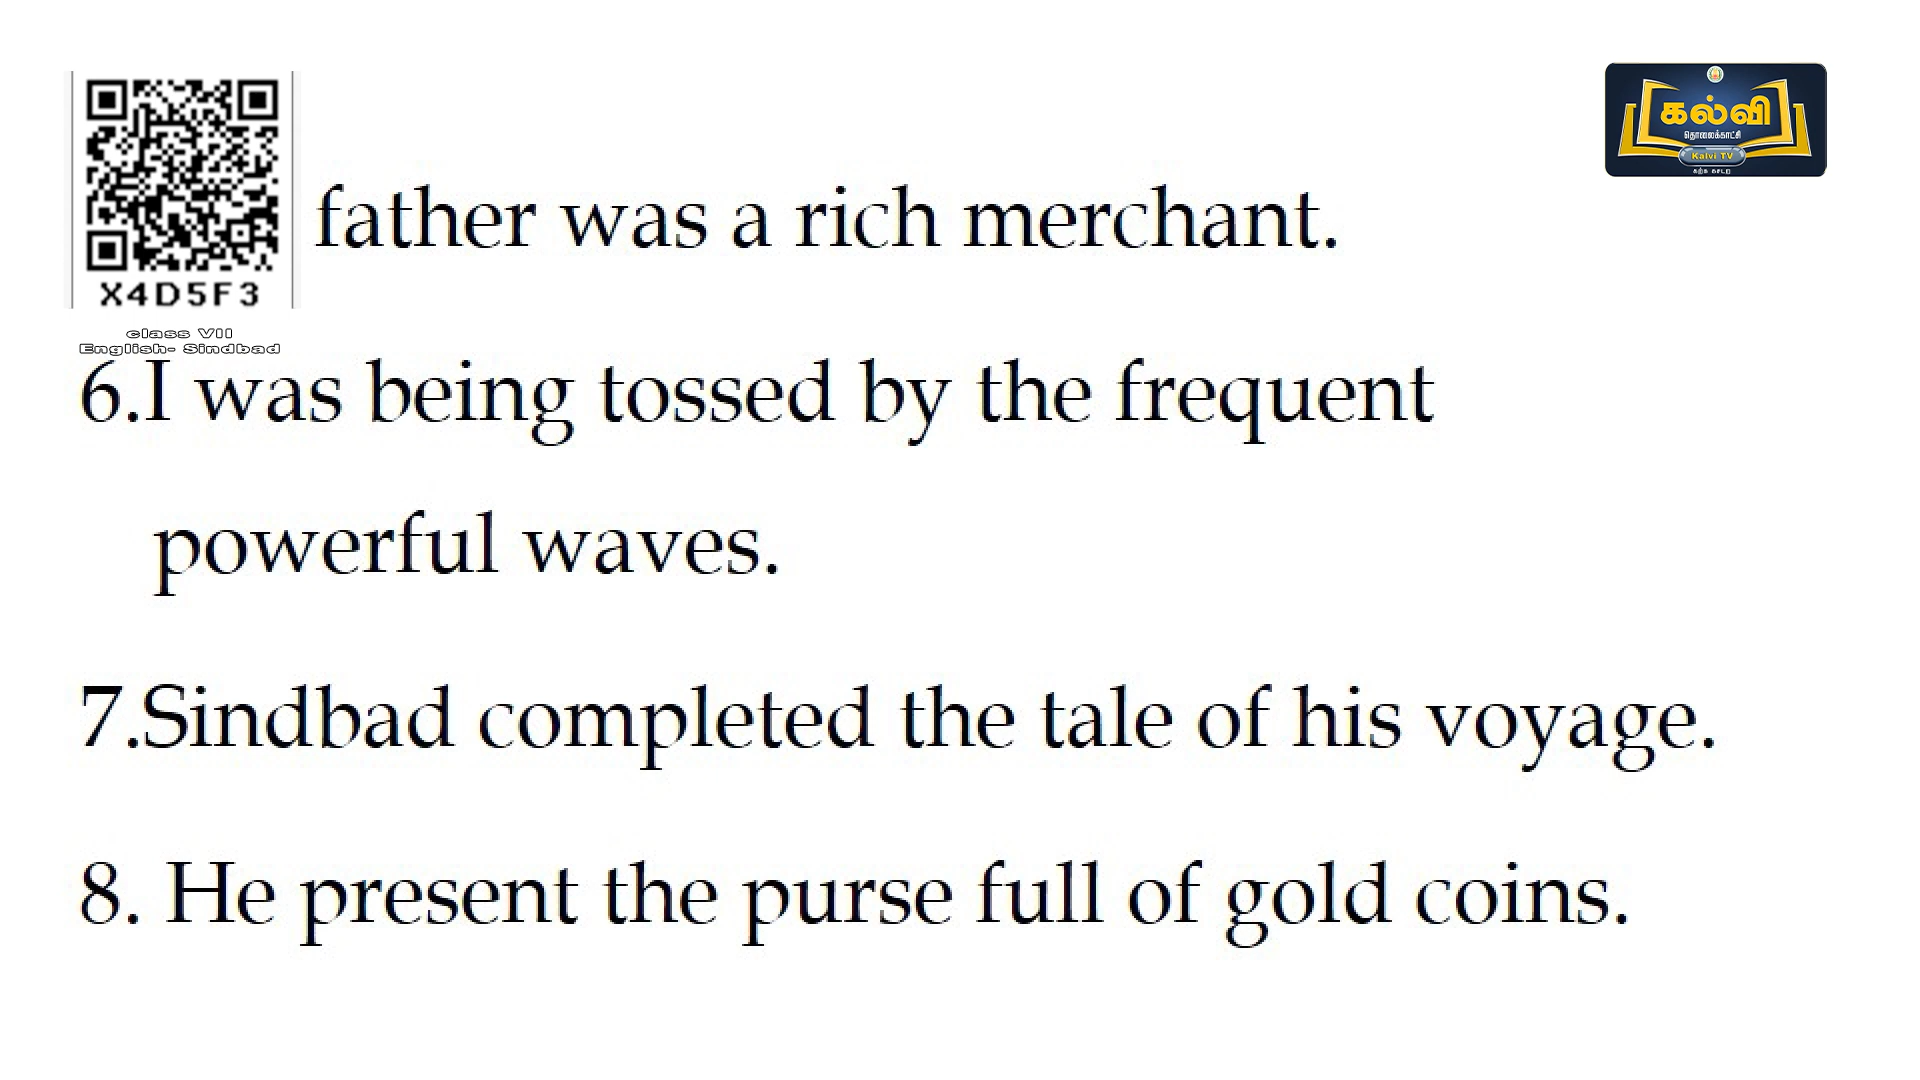 கல்வி
தொலைக்காட்சி
Kalvi TV
கற்க கசடற
X4D5F3
class VII
English- Sindbad
father was a rich merchant.
6.I was being tossed by the frequent
powerful waves.
7.Sindbad completed the tale of his voyage.
8. He present the purse full of gold coins.